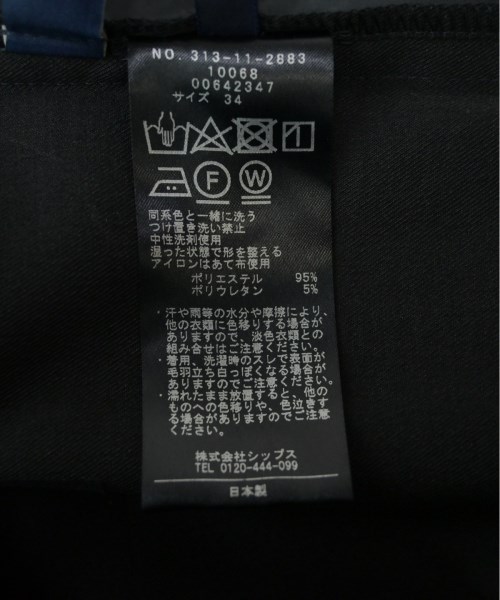 NO. 313-11-2883
10068
00642347
サイズ 34
F W
同系色と一緒に洗う
つけ置き洗い禁止
中性洗剤使用
湿った状態で形を整える
アイロンはあて布使用
ポリエステル 95%
ポリウレタン 5%
・汗や雨等の水分や摩擦により、
他の衣類に色移りする場合が
ありますので、淡色衣類との
組み合せはご注意ください。
・着用、洗濯時のスレで表面が
毛羽立ち白っぽくなる場合が
ありますのでご注意ください。
・濡れたまま放置すると、他の
ものへの色移りや、色泣きす
る場合がありますのでご注意
ください。
株式会社シップス
TEL 0120-444-099
日本製